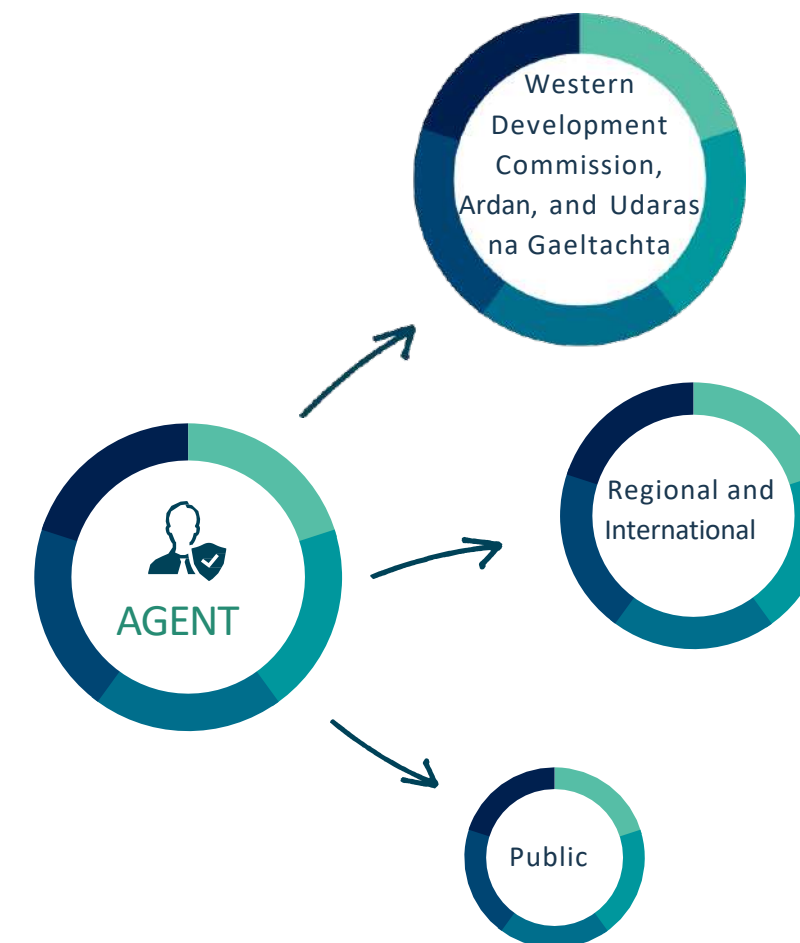 Western
Development
Commission,
Ardan, and Udaras
na Gaeltachta
Regional and
International
AGENT
Public